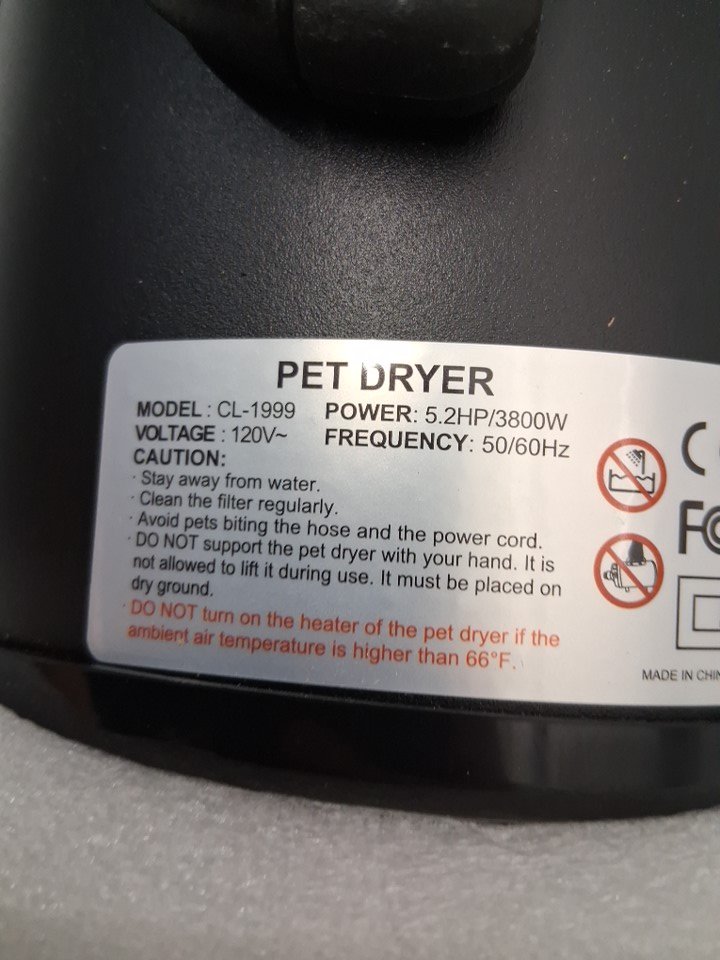 PET DRYER
MODEL : CL-1999 POWER: 5.2HP/3800W
VOLTAGE : 120V~ FREQUENCY: 50/60Hz
CAUTION:
· Stay away from water.
· Clean the filter regularly.
· Avoid pets biting the hose and the power cord.
· DO NOT support the pet dryer with your hand. It is
not allowed to lift it during use. It must be placed on
dry ground.
· DO NOT turn on the heater of the pet dryer if the
ambient air temperature is higher than 66°F.
MADE IN CHIN